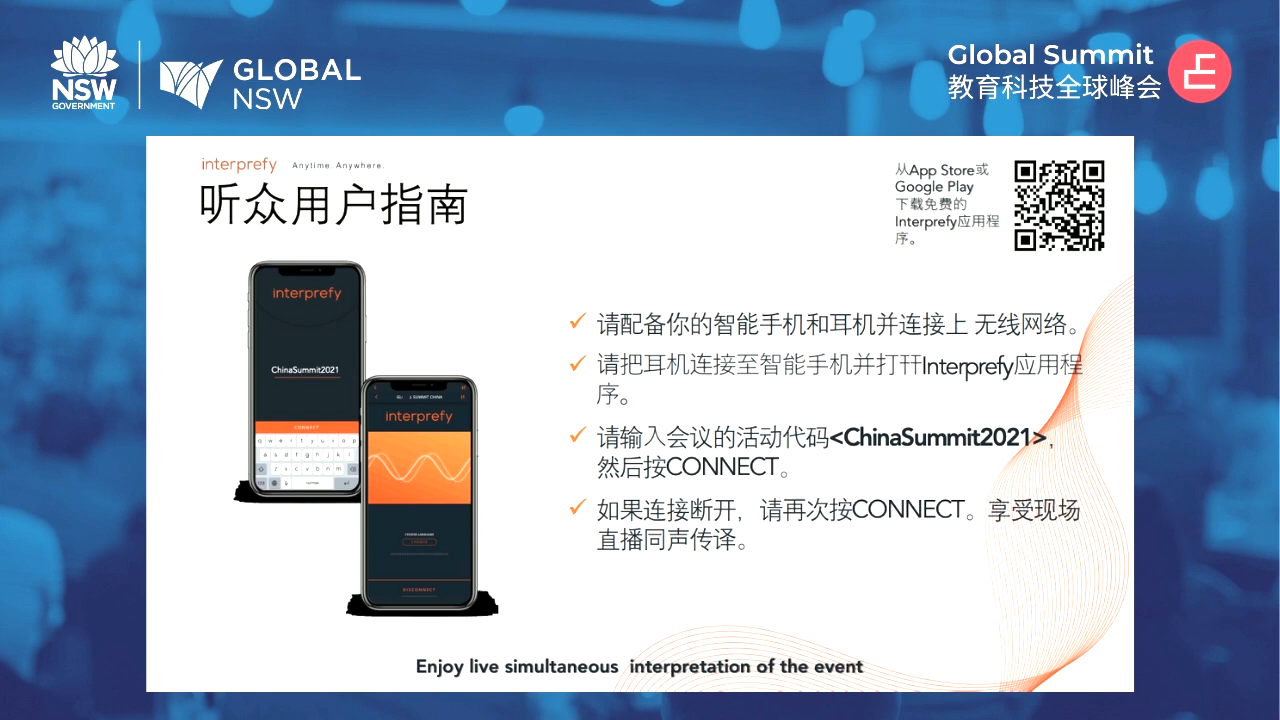 NSW
GOVERNMENT
GLOBAL
NSW
Global Summit
教育科技全球峰会
interprefy Anytime. Anywhere.
听众用户指南
从App Store或
Google Play
下载免费的
Interprefy应用程
序。
interprefy
ChinaSummit2021
CONNECT
q w e r t y u i o p
a s d f g h j k l
z x c v b n m
SUMMIT CHINA
interprefy
DISCONNECT
请配备你的智能手机和耳机并连接上 无线网络。
请把耳机连接至智能手机并打开Interprefy应用程
序。
请输入会议的活动代码<ChinaSummit2021>,
然后按CONNECT。
如果连接断开，请再次按CONNECT。享受现场
直播同声传译。
Enjoy live simultaneous interpretation of the event